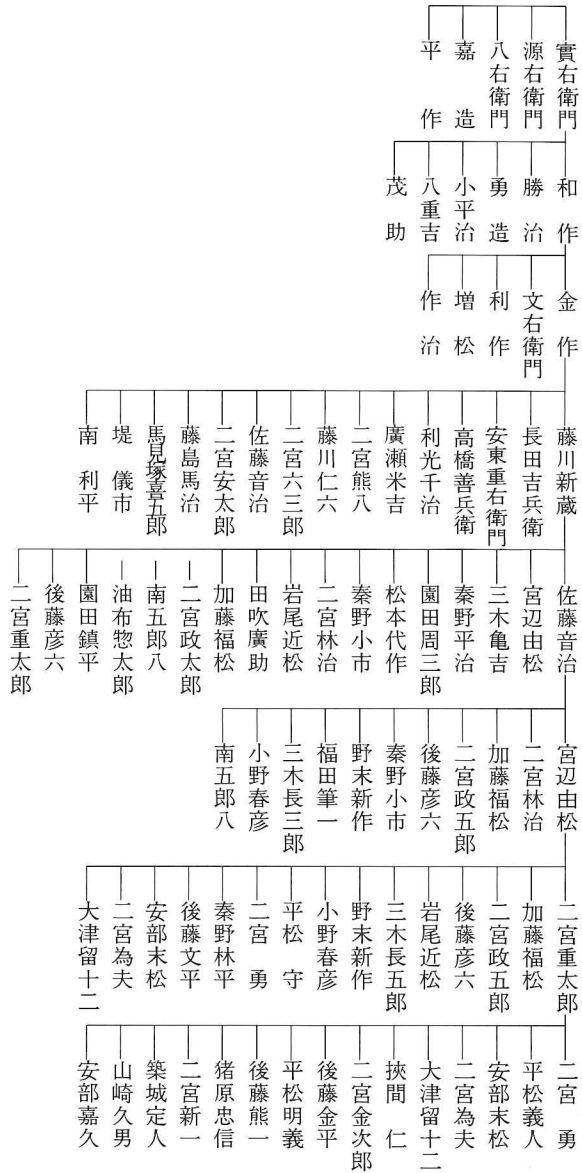 實右衛門
源右衛門
八右衛門
嘉造
平作
和作
勝治
勇造
小平治
八重吉
茂助
金作
文右衛門
利作
増松
作治
藤川新蔵
長田吉兵衛
安東重右衛門
高橋善兵衛
利光千治
廣瀬米吉
二宮熊八
藤川仁六
二宮六三郎
佐藤音治
二宮安太郎
藤島馬治
馬見塚喜五郎
堤儀市
南利平
佐藤音治
宮辺由松
三木亀吉
秦野平治
園田周三郎
松本代作
秦野小市
二宮林治
岩尾近松
田吹廣助
加藤福松
二宮政太郎
南五郎八
油布惣太郎
園田鎮平
後藤彦六
二宮重太郎
宮辺由松
二宮林治
加藤福松
二宮政五郎
後藤彦六
秦野小市
野末新作
福田筆一
三木長三郎
小野春彦
南五郎八
二宮重太郎
加藤福松
二宮政五郎
後藤彦六
岩尾近松
三木長五郎
野末新作
小野春彦
平松守
二宮勇
秦野林平
後藤文平
安部末松
二宮為夫
大津留十二
二宮勇
平松義人
安部末松
二宮為夫
大津留十二
挾間仁
二宮金次郎
後藤金平
平松明義
後藤熊一
猪原忠信
二宮新一
築城定人
山崎久男
安部嘉久